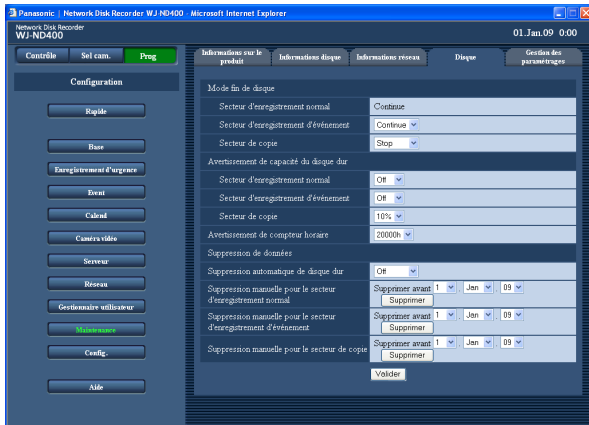 Panasonic | Network Disk Recorder WJ-ND400 - Microsoft Internet Explorer
Network Disk Recorder
WJ-ND400
01.Jan.09 0:00
Contrôle
Sel cam.
Prog
Configuration
Rapide
Base
Enregistrement d'urgence
Event
Calend
Caméra vidéo
Serveur
Réseau
Gestionnaire utilisateur
Maintenance
Config.
Aide
Informations sur le produit
Informations disque
Informations réseau
Disque
Gestion des paramétrages
Mode fin de disque
Secteur d'enregistrement normal Continue
Secteur d'enregistrement d'événement Continue
Secteur de copie Stop
Avertissement de capacité du disque dur
Secteur d'enregistrement normal Off
Secteur d'enregistrement d'événement Off
Secteur de copie 10%
Avertissement de compteur horaire 20000h
Suppression de données
Suppression automatique de disque dur Off
Suppression manuelle pour le secteur d'enregistrement normal Supprimer avant 1 . Jan . 09
Supprimer
Suppression manuelle pour le secteur d'enregistrement d'événement Supprimer avant 1 . Jan . 09
Supprimer
Suppression manuelle pour le secteur de copie Supprimer avant 1 . Jan . 09
Supprimer
Valider